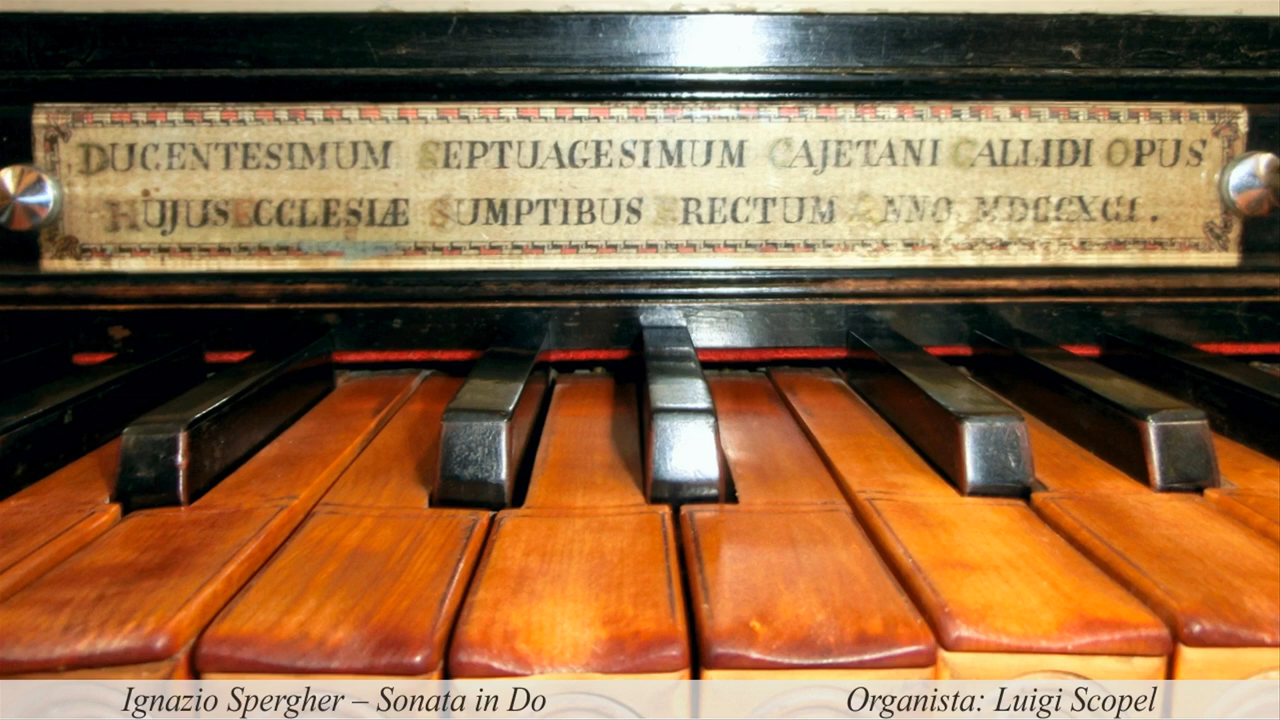 DUCENTESIMUM SEPTUAGESIMUM CAJETANI CALLIDI OPUS
HUJUS ECCLESIÆ SUMPTIBUS ERECTUM ANNO MDCCXCI.
Ignazio Spergher – Sonata in Do
Organista: Luigi Scopel